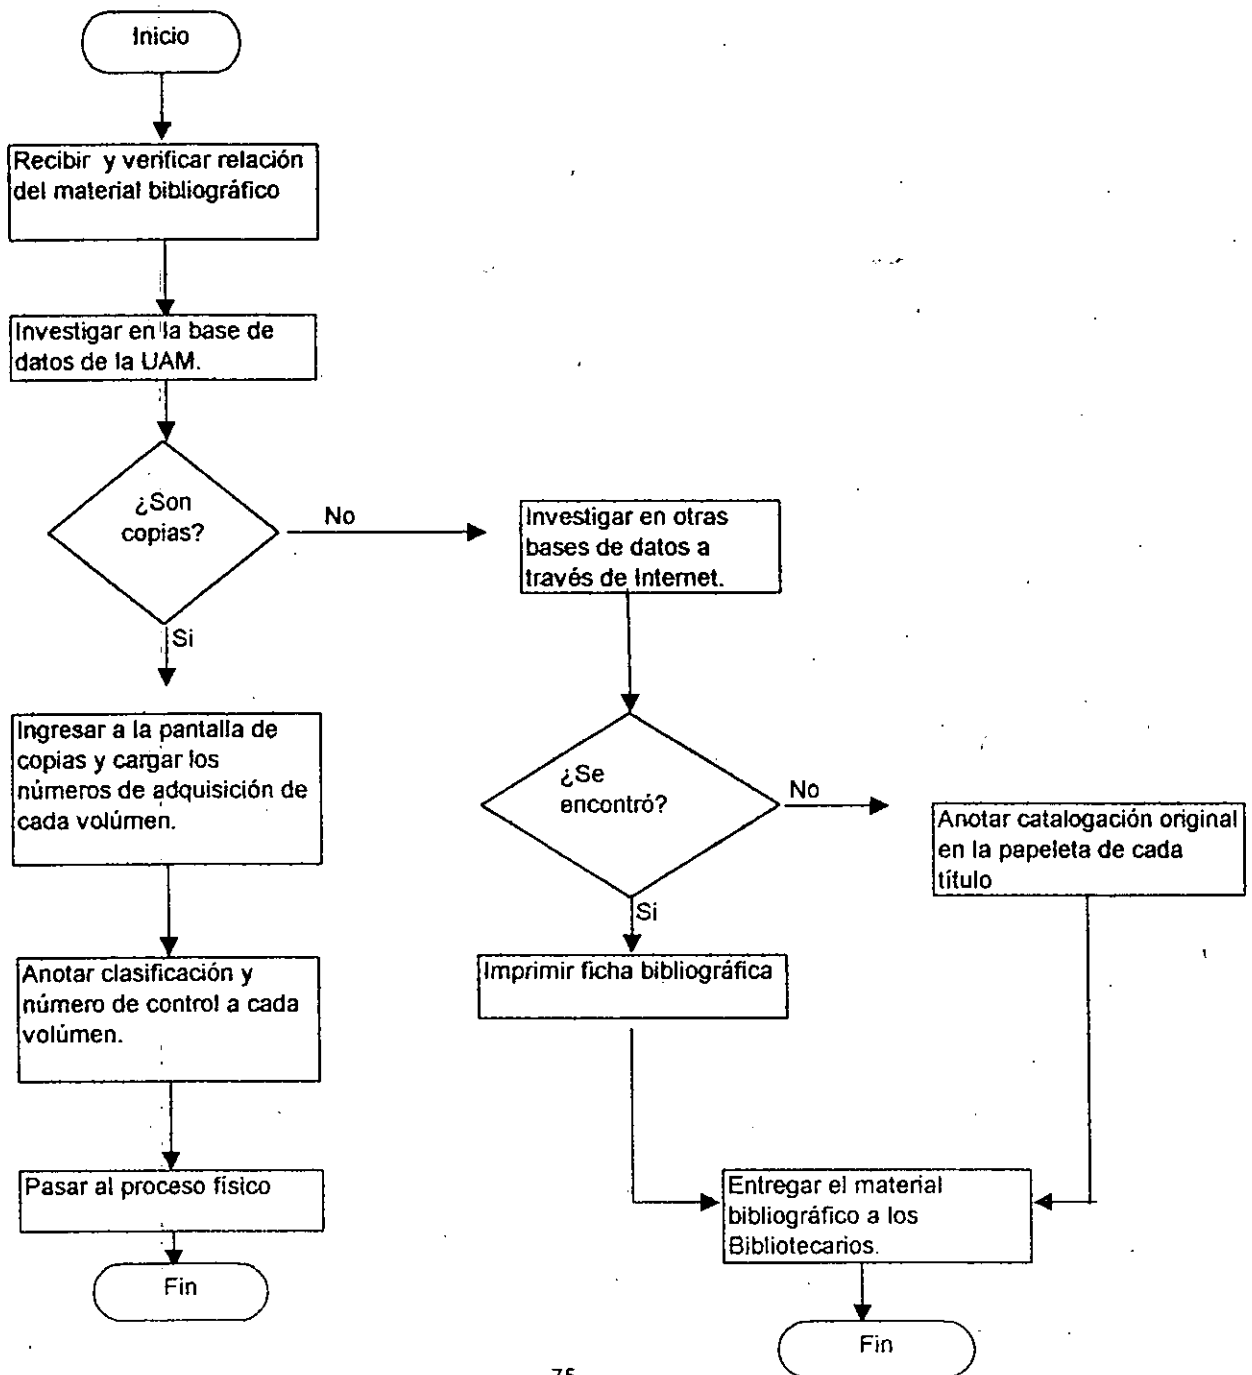 Inicio
Recibir y verificar relación
del material bibliográfico
Investigar en la base de
datos de la UAM.
¿Son
copias?
No
Si
Investigar en otras
bases de datos a
través de Internet.
Ingresar a la pantalla de
copias y cargar los
números de adquisición de
cada volúmen.
¿Se
encontró?
No
Si
Anotar catalogación original
en la papeleta de cada
título
Imprimir ficha bibliográfica
Anotar clasificación y
número de control a cada
volúmen.
Pasar al proceso físico
Entregar el material
bibliográfico a los
Bibliotecarios.
Fin
Fin